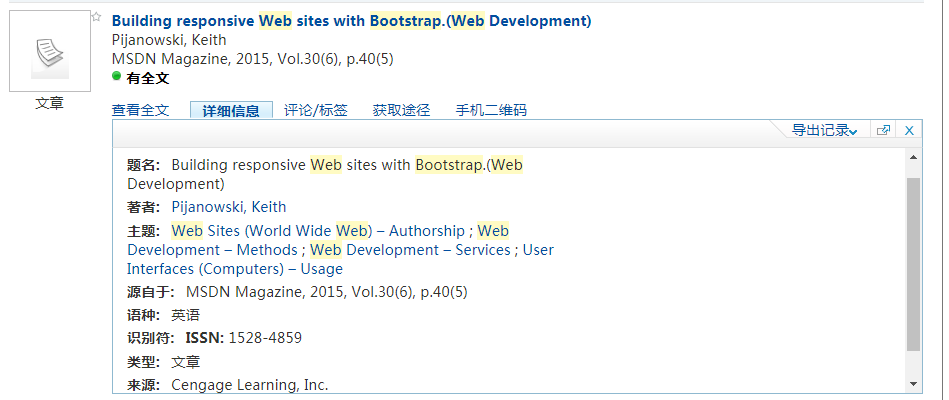 Building responsive Web sites with Bootstrap.(Web Development)
Pijanowski, Keith
MSDN Magazine, 2015, Vol.30(6), p.40(5)
有全文
文章
查看全文 详细信息 评论/标签 获取途径 手机二维码
导出记录 X
题名： Building responsive Web sites with Bootstrap.(Web
Development)
著者： Pijanowski, Keith
主题： Web Sites (World Wide Web) – Authorship ; Web
Development – Methods ; Web Development – Services ; User
Interfaces (Computers) – Usage
源自于： MSDN Magazine, 2015, Vol.30(6), p.40(5)
语种： 英语
识别符： ISSN: 1528-4859
类型： 文章
来源： Cengage Learning, Inc.